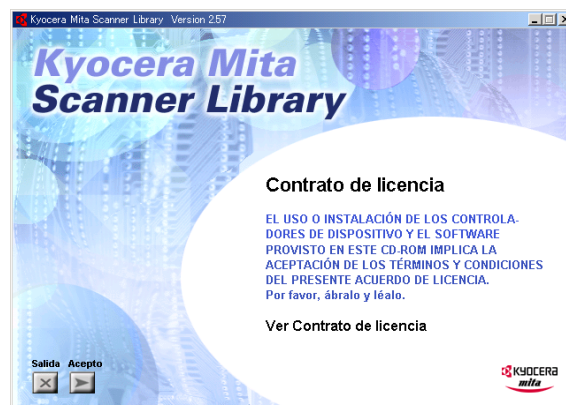 Kyocera Mita Scanner Library Version 2.57
Kyocera Mita
Scanner Library
Contrato de licencia
EL USO O INSTALACIÓN DE LOS CONTROLA-
DORES DE DISPOSITIVO Y EL SOFTWARE
PROVISTO EN ESTE CD-ROM IMPLICA LA
ACEPTACIÓN DE LOS TÉRMINOS Y CONDICIONES
DEL PRESENTE ACUERDO DE LICENCIA.
Por favor, ábralo y léalo.
Ver Contrato de licencia
Salida Acepto
KYOCERA
mita